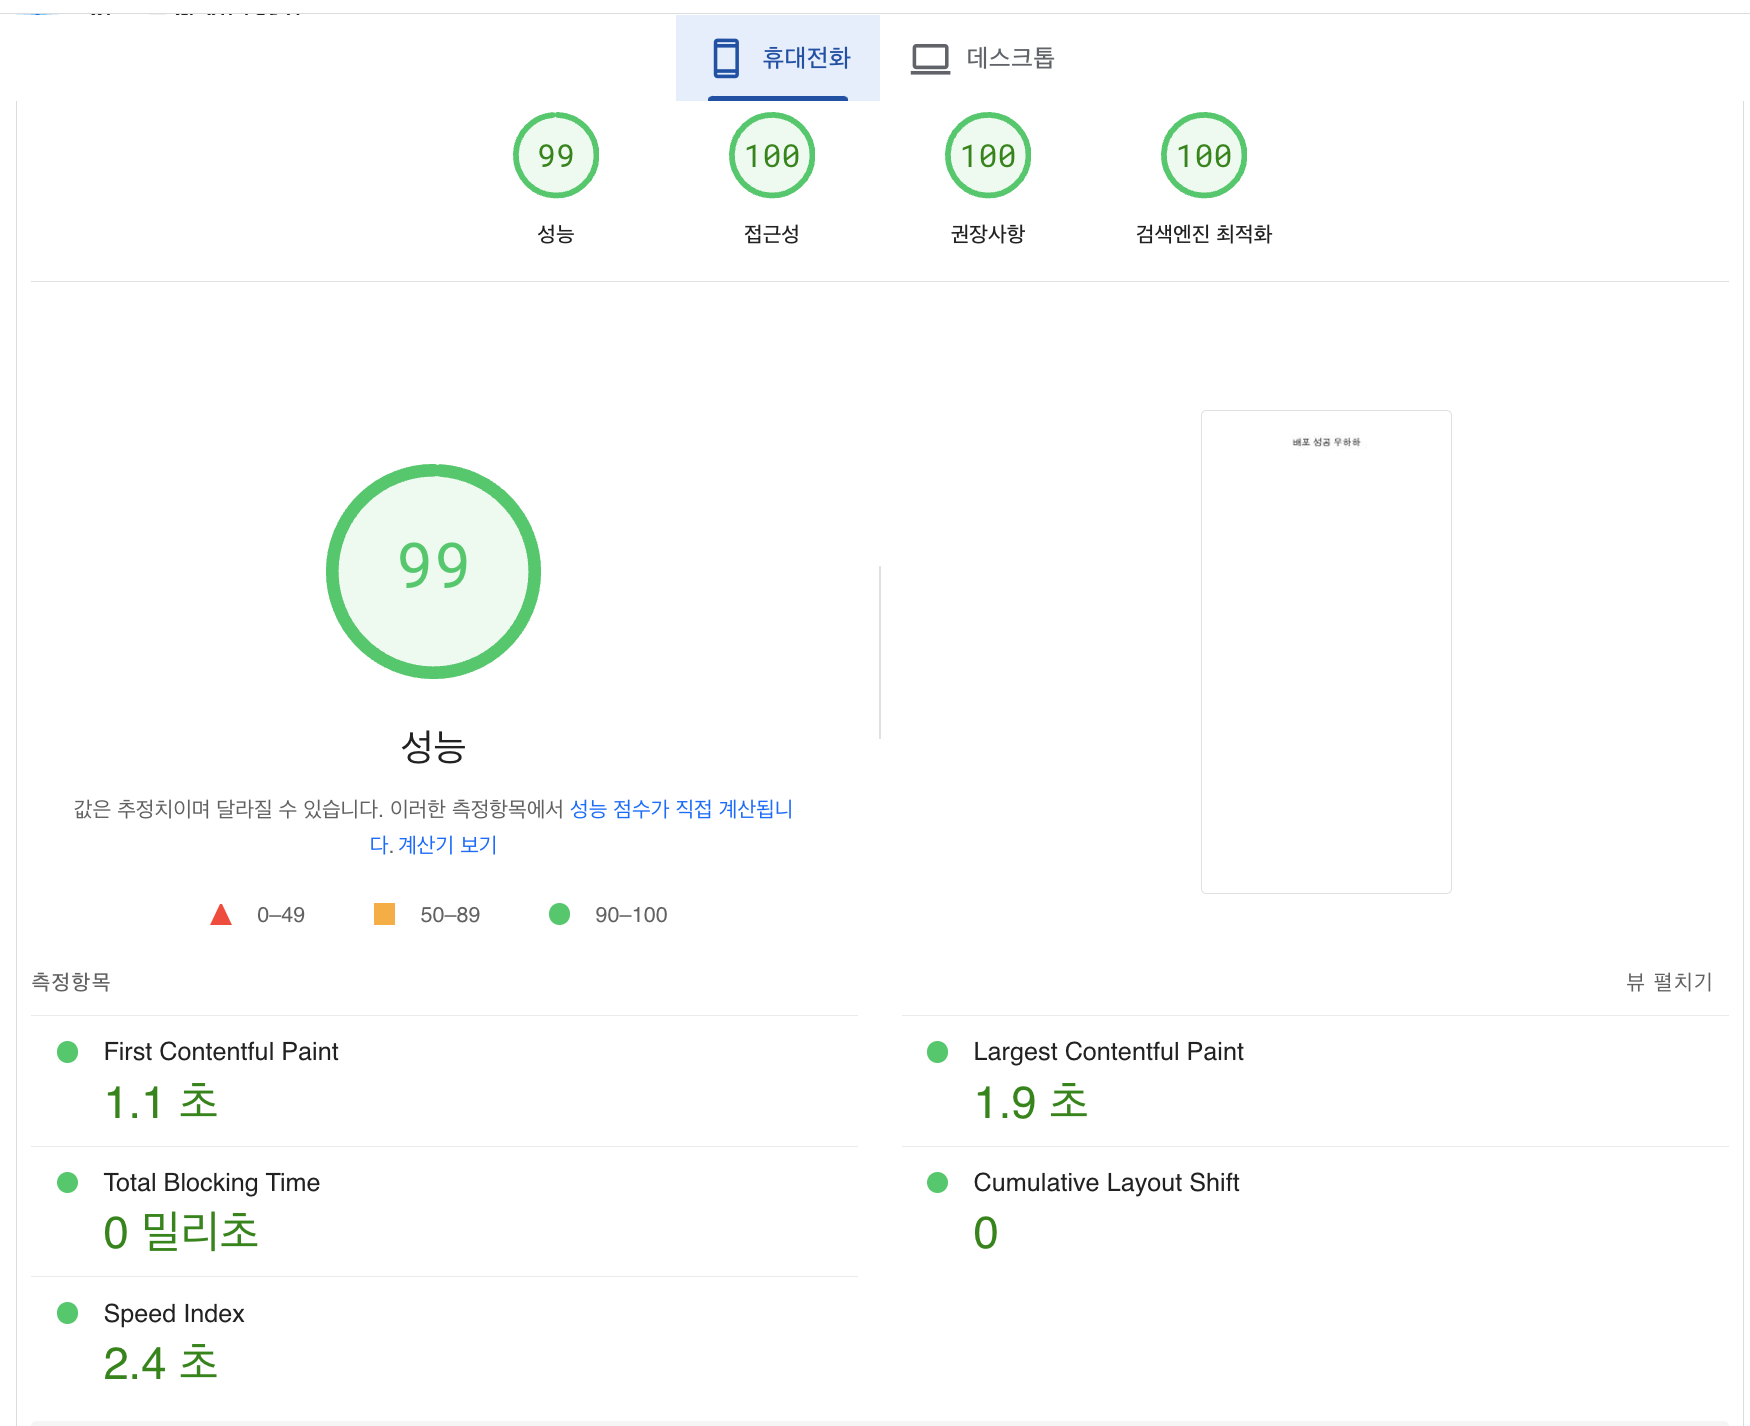 휴대전화
데스크톱
99
100
100
100
성능
접근성
권장사항
검색엔진 최적화
배포 성공 우하하
99
성능
값은 추정치이며 달라질 수 있습니다. 이러한 측정항목에서 성능 점수가 직접 계산됩니
다. 계산기 보기
0–49
50–89
90–100
측정항목
뷰 펼치기
First Contentful Paint
1.1 초
Largest Contentful Paint
1.9 초
Total Blocking Time
0 밀리초
Cumulative Layout Shift
0
Speed Index
2.4 초